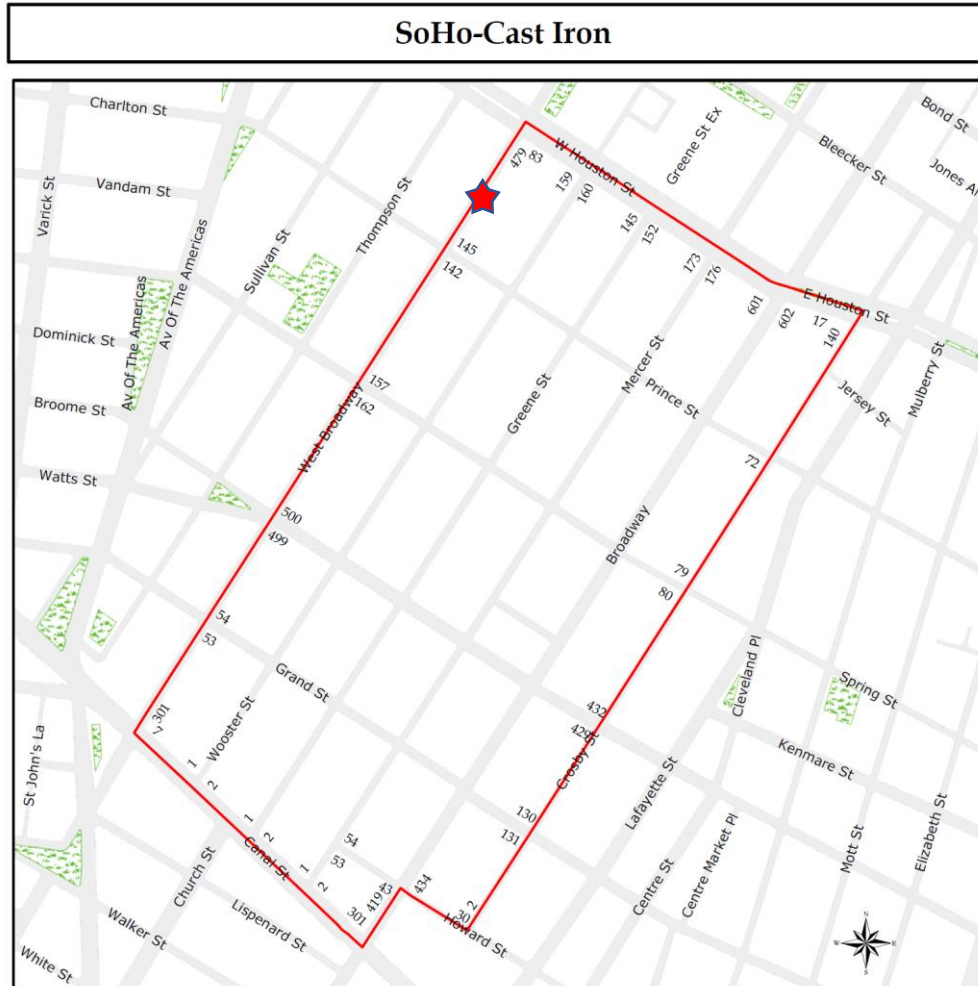 SoHo-Cast Iron
Charlton St
Vandam St
Varick St
Av Of The Americas
Av Of The Americas
Sullivan St
Thompson St
Dominick St
Broome St
Watts St
W Houston St
Greene St Ex
Bleecker St
Bond St
Jones A
479
83
159
160
145
152
173
176
601
602
E Houston St
17
140
145
142
157
162
West Broadway
Greene St
Mercer St
Prince St
Jersey St
Mulberry St
72
500
499
Broadway
79
80
54
53
Grand St
Wooster St
301
7
1
2
1
2
1
2
54
53
43
419
301
434
30
2
Howard St
130
131
432
429
Crosby St
Cleveland Pl
Spring St
Kenmare St
Lafayette St
Centre St
Centre Market Pl
Mott St
Elizabeth St
St John's La
Canal St
Church St
Lispenard St
Walker St
White St
N
W
E
S